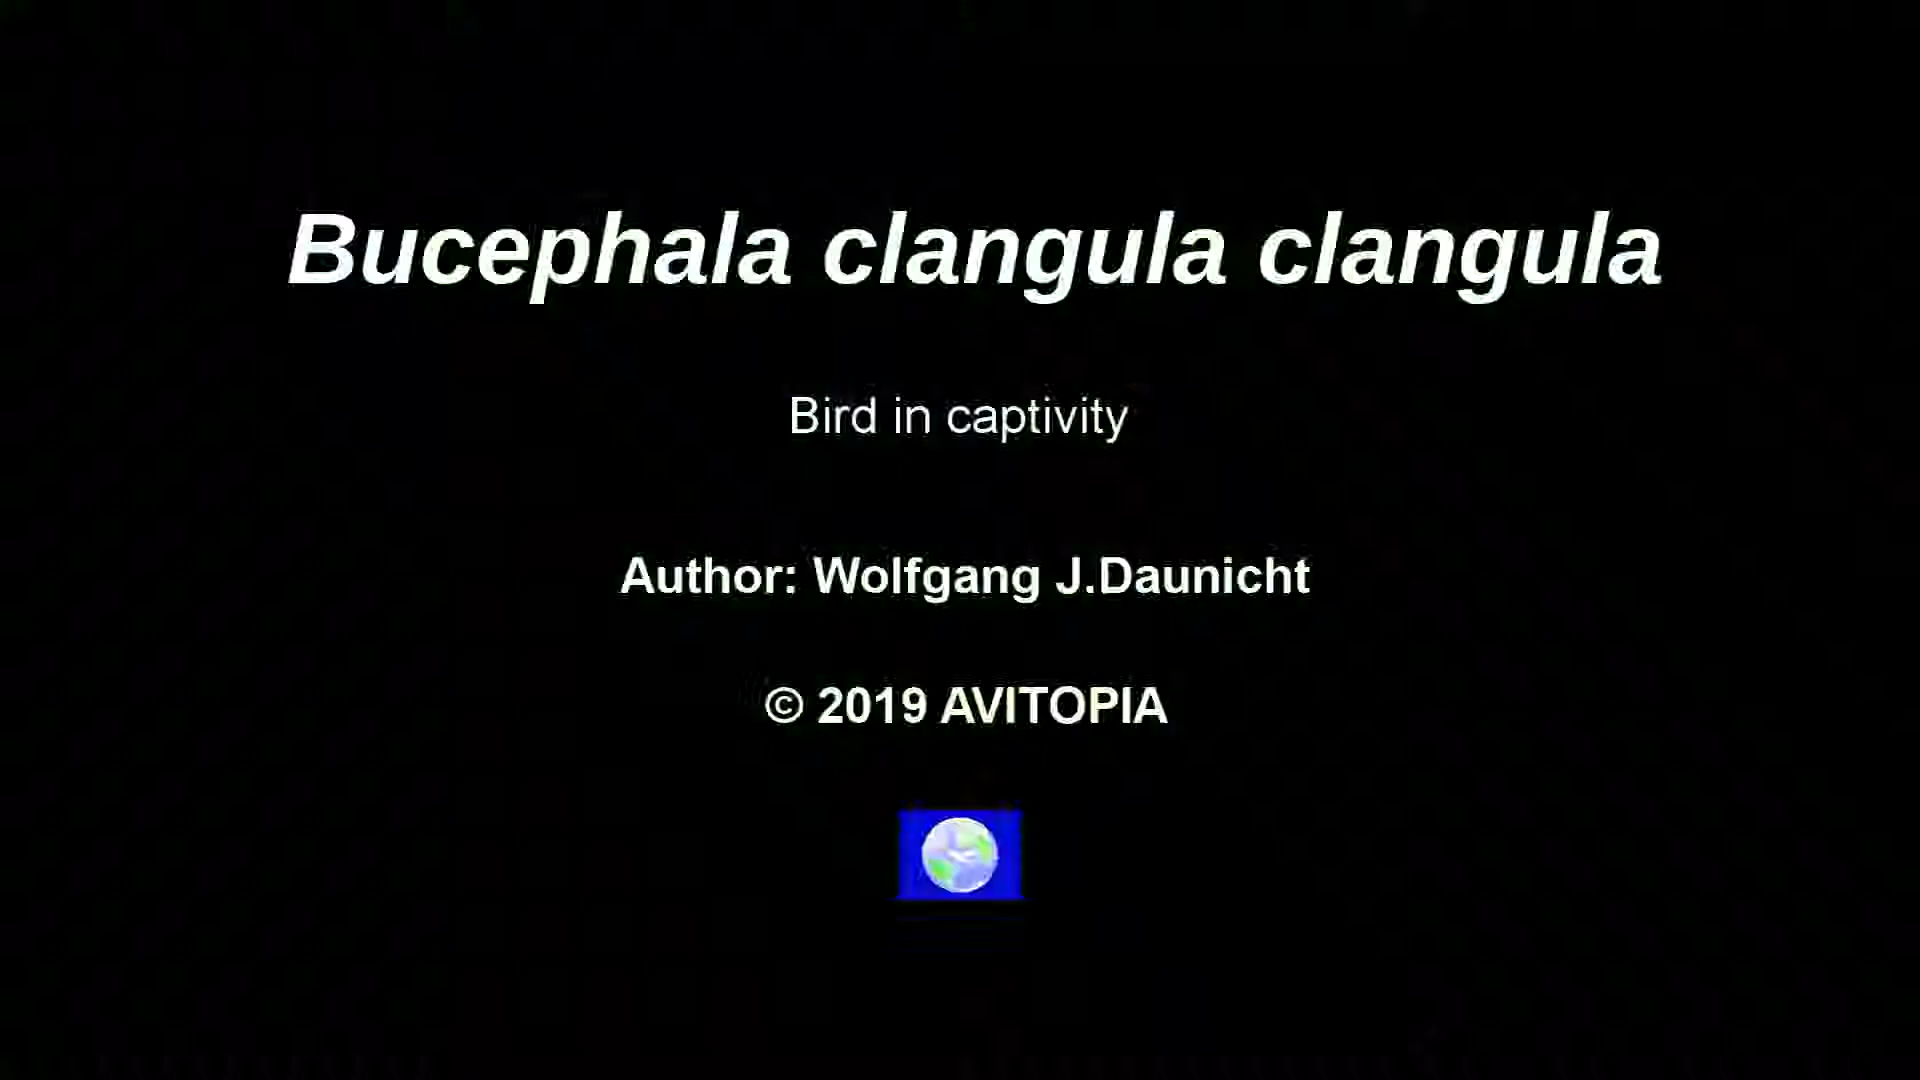 Bucephala clangula clangula
Bird in captivity
Author: Wolfgang J.Daunicht
© 2019 AVITOPIA